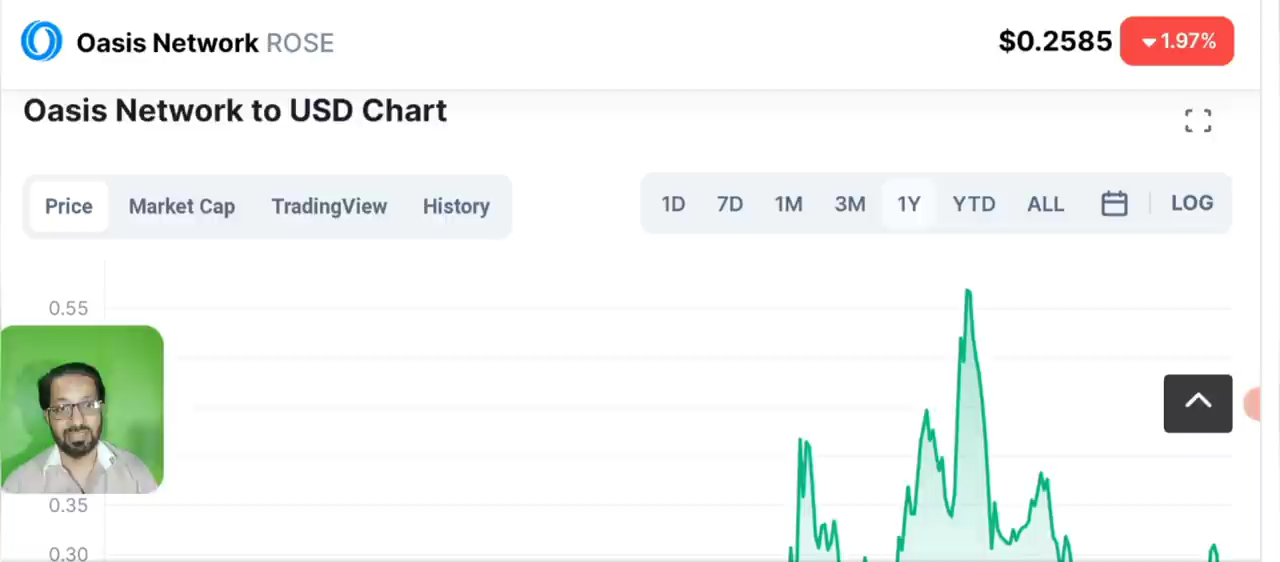 Oasis Network ROSE
$0.2585 1.97%
Oasis Network to USD Chart
Price Market Cap TradingView History
1D 7D 1M 3M 1Y YTD ALL LOG
0.55
0.35
0.30